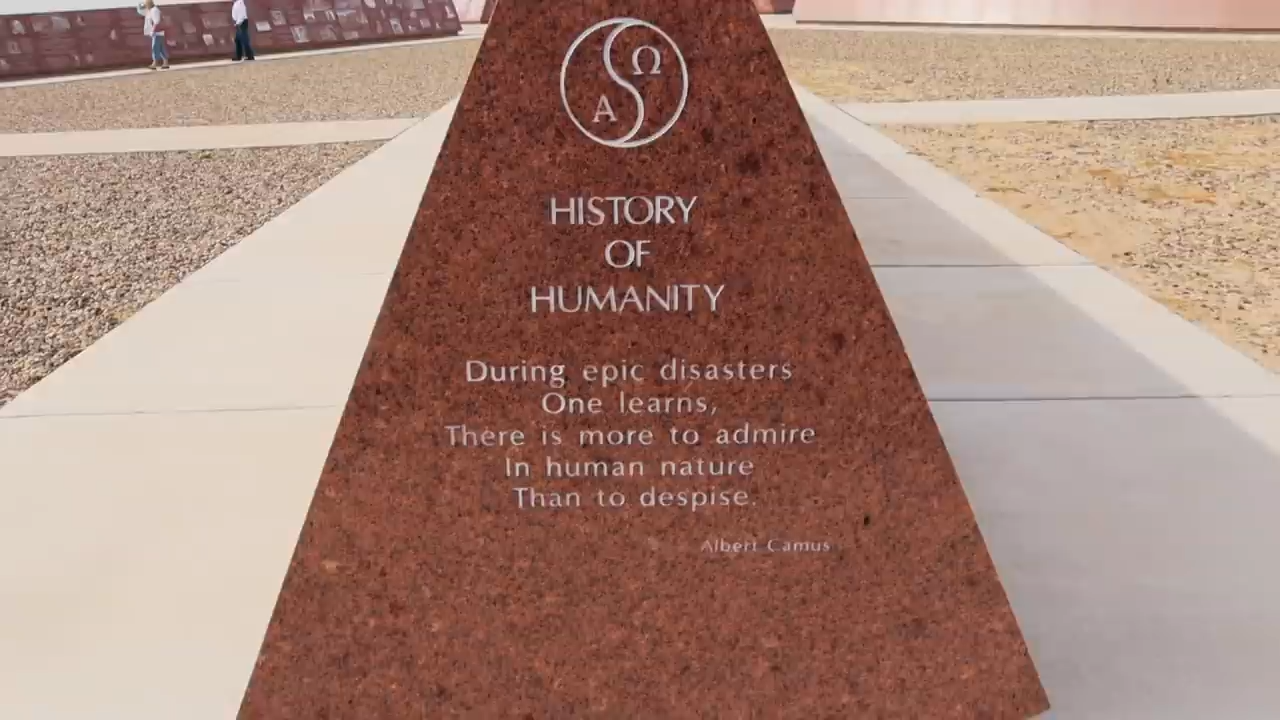 Ω
A
HISTORY
OF
HUMANITY
During epic disasters
One learns,
There is more to admire
In human nature
Than to despise.
Albert Camus